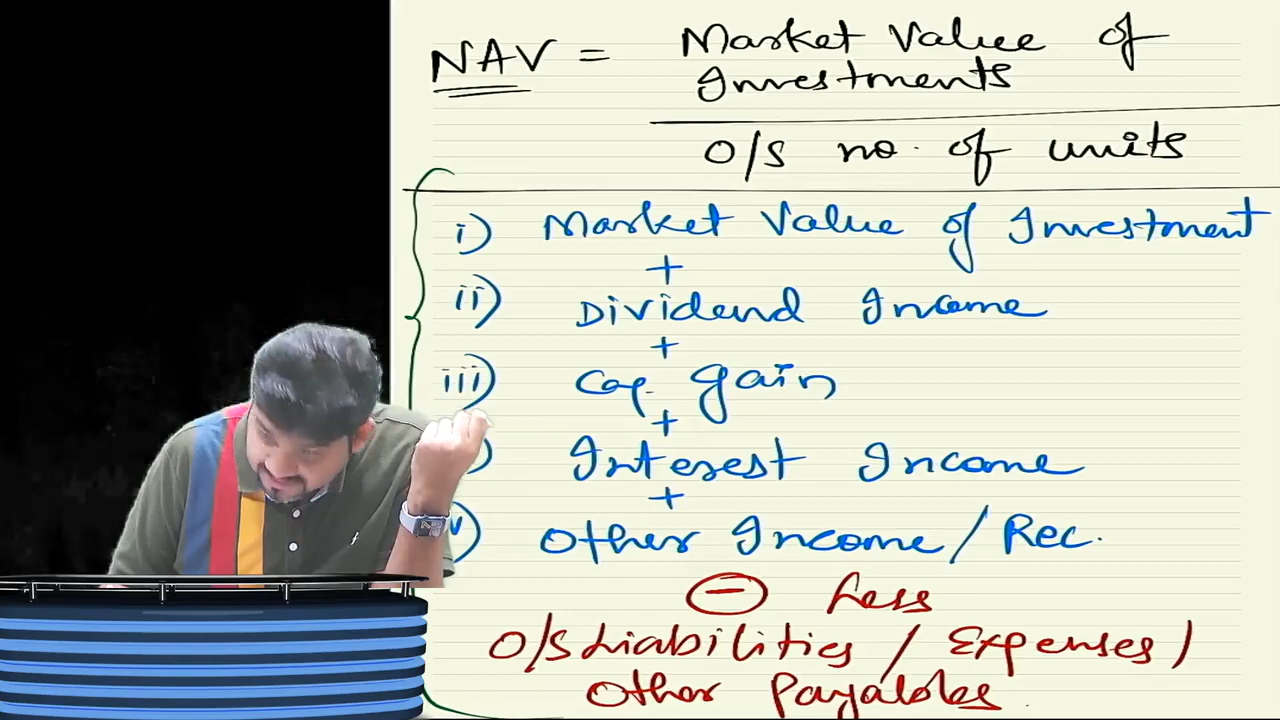 NAV = Market Value of
Investments
O/S no. of units
i) Market Value of Investment
+
ii) Dividend Income
+
iii) Cap. gain
+
) Interest Income
+
v) Other Income / Rec.
- Less
O/S Liabilities / Expenses /
Other Payables